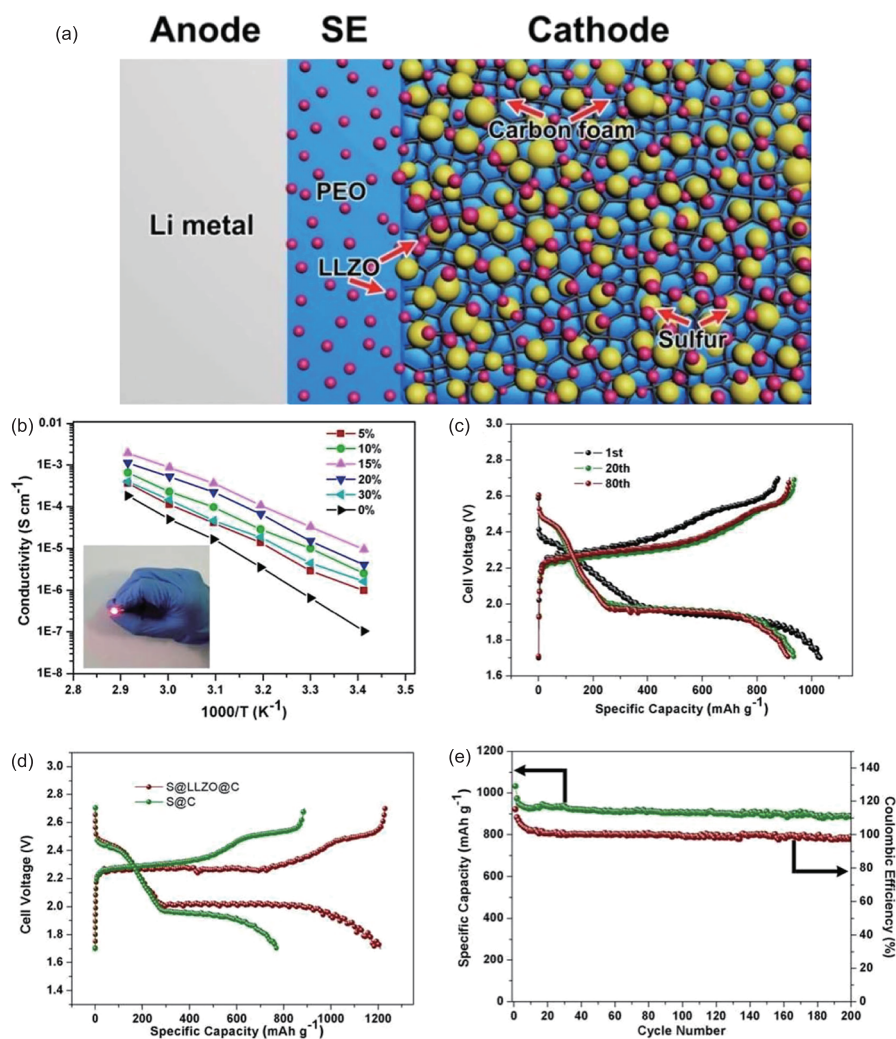 (a)
Anode SE Cathode
Carbon foam
PEO
Li metal
LLZO
Sulfur
(b)
0.01
1E-3
1E-4
1E-5
1E-6
1E-7
1E-8
Conductivity (S cm⁻¹)
5%
10%
15%
20%
30%
0%
2.8 2.9 3.0 3.1 3.2 3.3 3.4 3.5
1000/T (K⁻¹)
(c)
3.0
2.8
2.6
2.4
2.2
2.0
1.8
1.6
Cell Voltage (V)
1st
20th
80th
0 200 400 600 800 1000
Specific Capacity (mAh g⁻¹)
(d)
3.0
2.8
2.6
2.4
2.2
2.0
1.8
1.6
1.4
Cell Voltage (V)
S@LLZO@C
S@C
0 200 400 600 800 1000 1200
Specific Capacity (mAh g⁻¹)
(e)
1200
1000
800
600
400
200
0
Specific Capacity (mAh g⁻¹)
140
120
100
80
60
40
20
0
Coulombic Efficiency (%)
0 20 40 60 80 100 120 140 160 180 200
Cycle Number